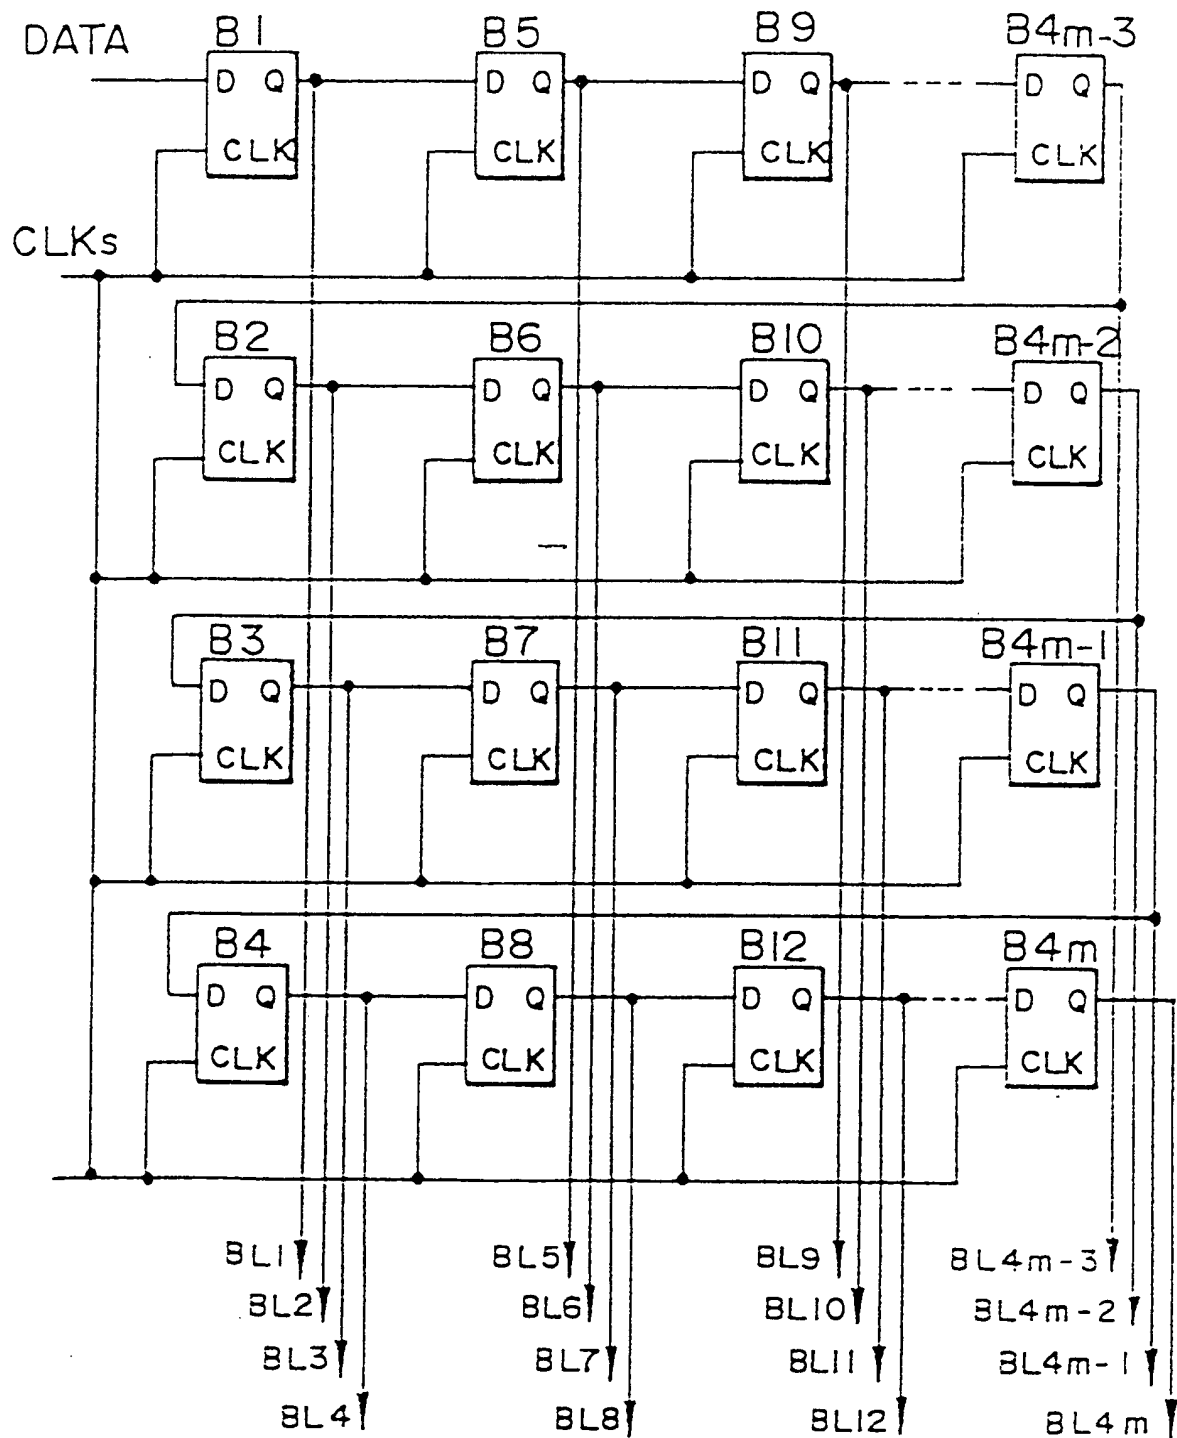 DATA
B1 B5 B9 B4m-3
D Q D Q D Q D Q
CLK CLK CLK CLK
CLKs
B2 B6 B10 B4m-2
D Q D Q D Q D Q
CLK CLK CLK CLK
B3 B7 B11 B4m-1
D Q D Q D Q D Q
CLK CLK CLK CLK
B4 B8 B12 B4m
D Q D Q D Q D Q
CLK CLK CLK CLK
BL1 BL5 BL9 BL4m-3
BL2 BL6 BL10 BL4m-2
BL3 BL7 BL11 BL4m-1
BL4 BL8 BL12 BL4m